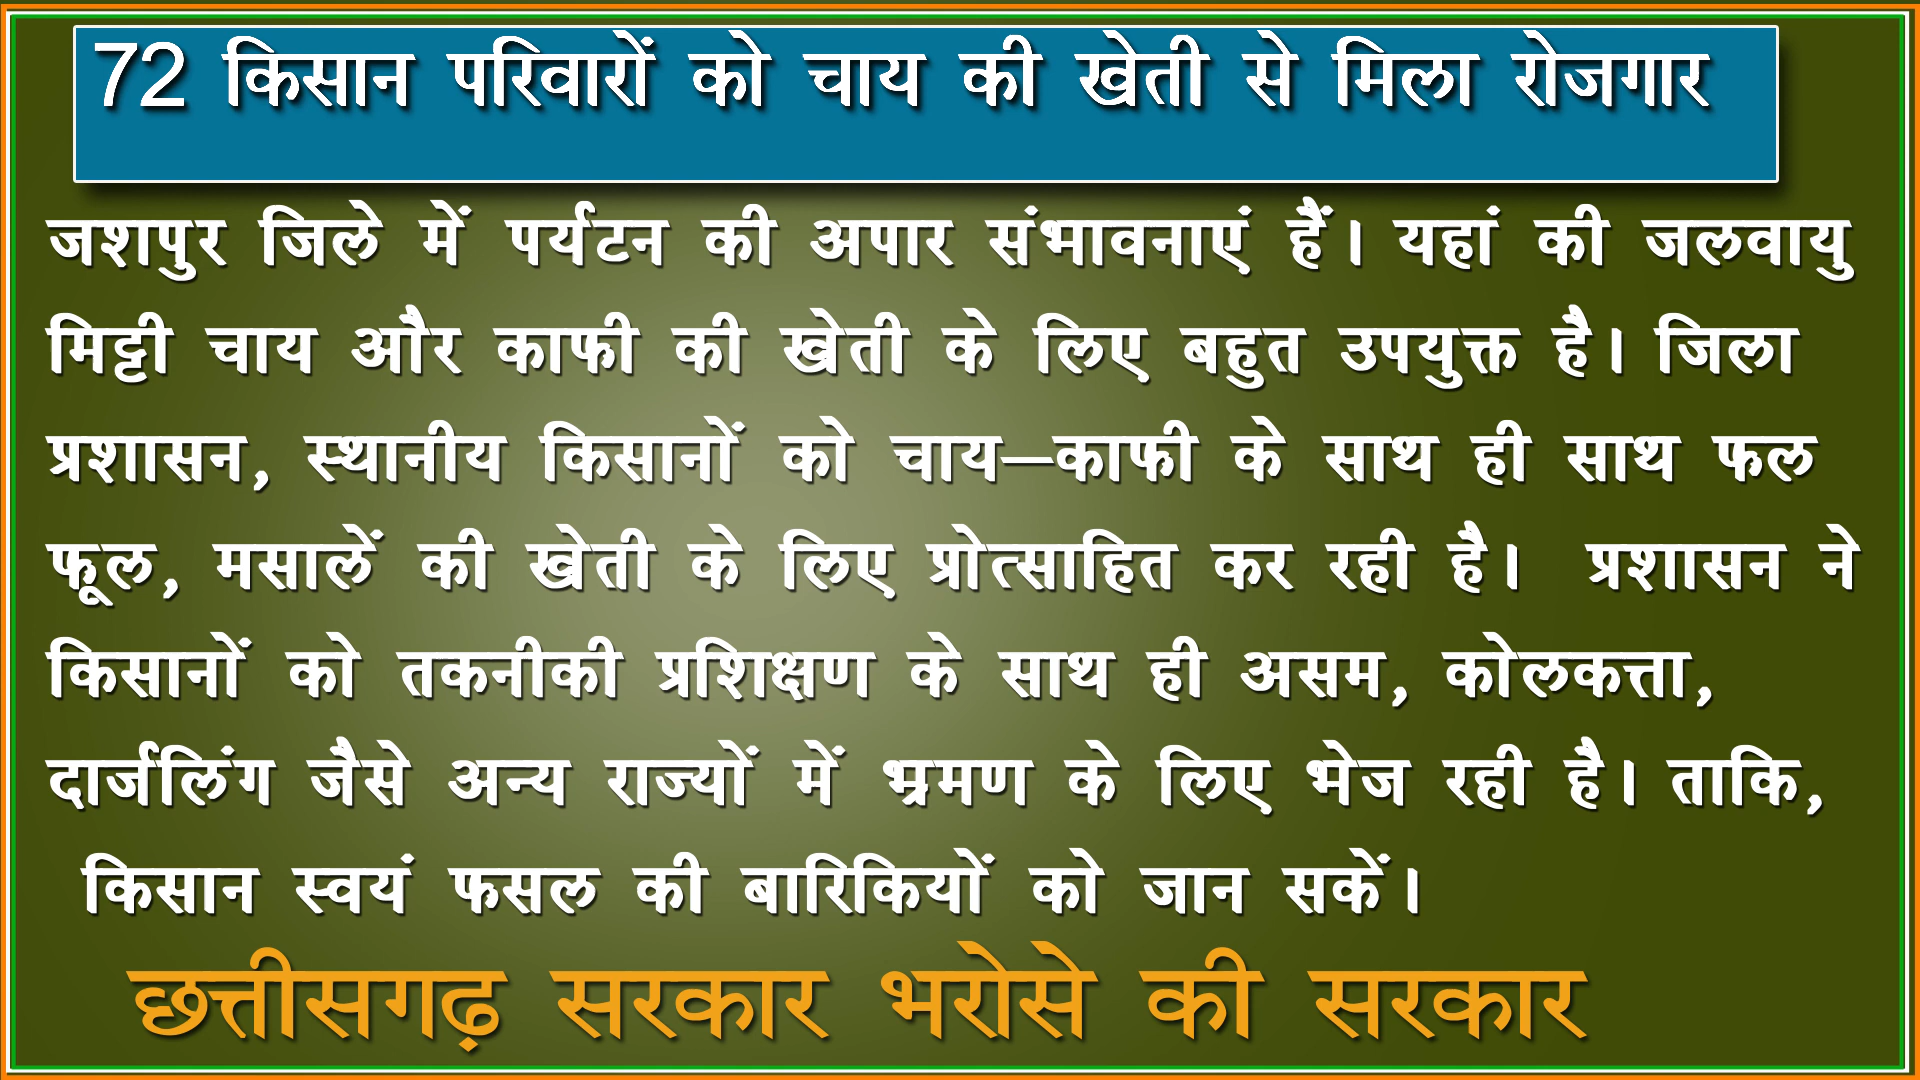 72 किसान परिवारों को चाय की खेती से मिला रोजगार
जशपुर जिले में पर्यटन की अपार संभावनाएं हैं। यहां की जलवायु
मिट्टी चाय और काफी की खेती के लिए बहुत उपयुक्त है। जिला
प्रशासन, स्थानीय किसानों को चाय–काफी के साथ ही साथ फल
फूल, मसालें की खेती के लिए प्रोत्साहित कर रही है। प्रशासन ने
किसानों को तकनीकी प्रशिक्षण के साथ ही असम, कोलकत्ता,
दार्जलिंग जैसे अन्य राज्यों में भ्रमण के लिए भेज रही है। ताकि,
किसान स्वयं फसल की बारिकियों को जान सकें।
छत्तीसगढ़ सरकार भरोसे की सरकार